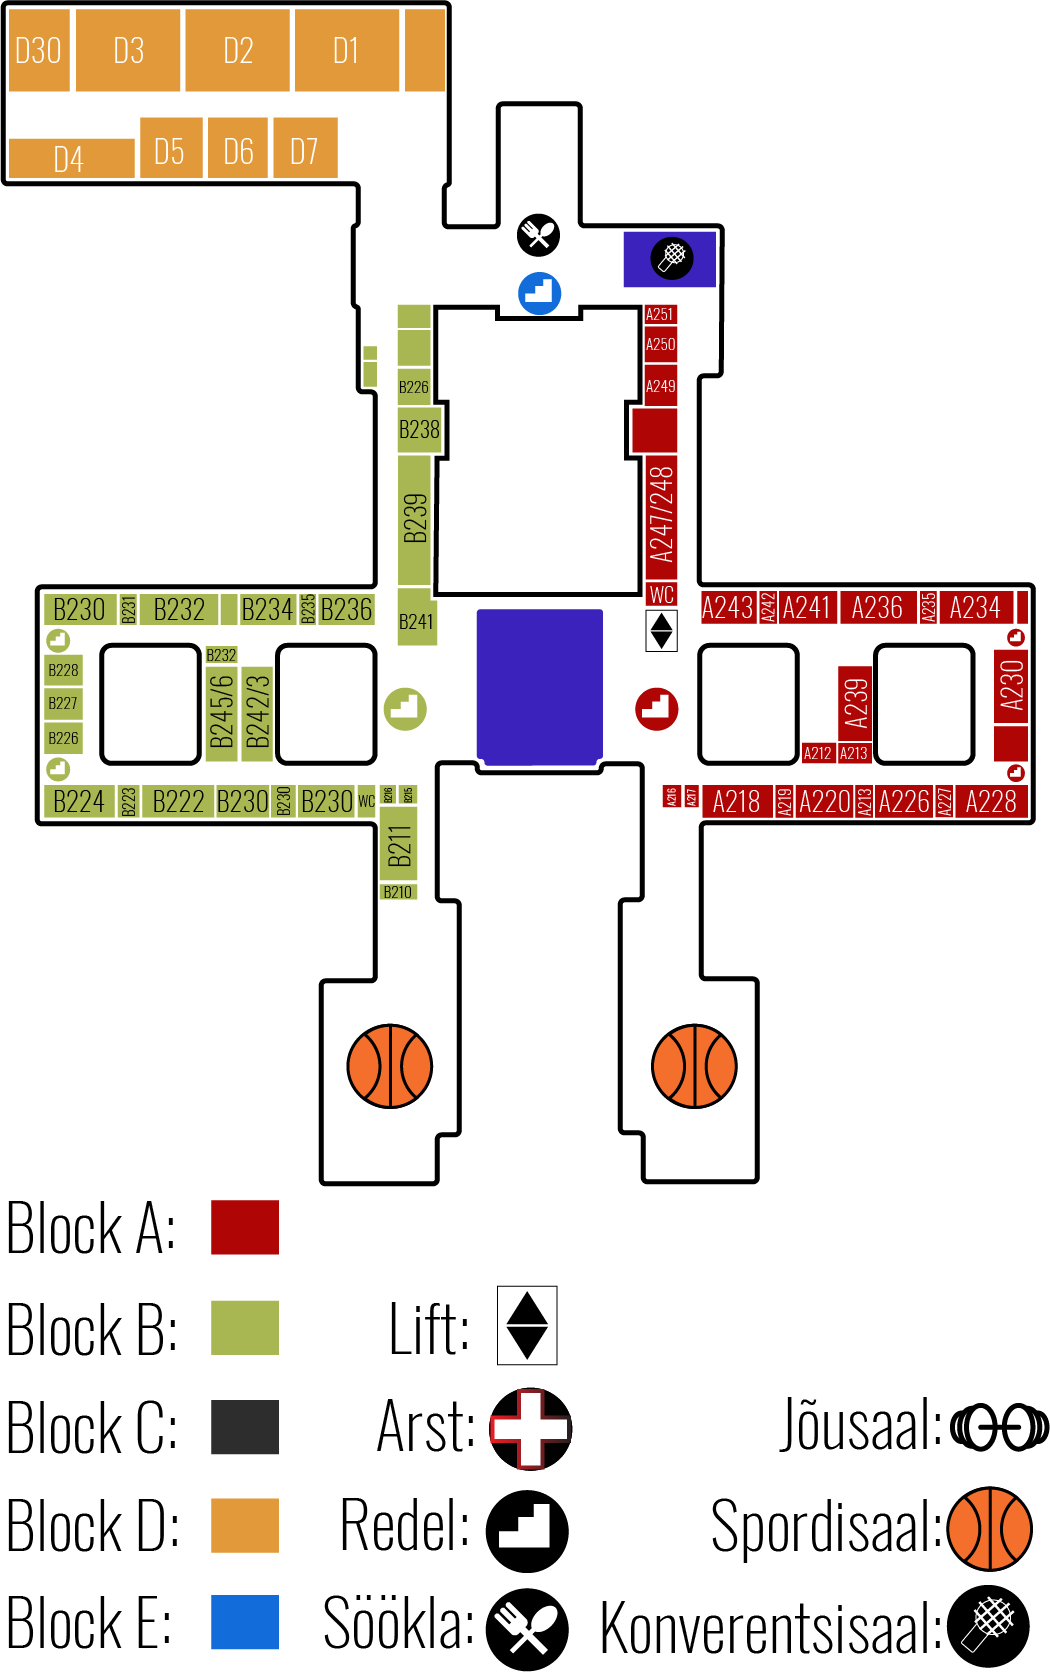 D30 D3 D2 D1
D4 D5 D6 D7
A251
A250
B226 A249
B238
B239 A247/248
WC
B230 B231 B232 B234 B235 B236 B241 A243 A242 A241 A236 A235 A234
B232
B228 B245/6 B242/3 A239 A230
B227
B226 A212 A213
B224 B223 B222 B230 B230 B230 WC B216 B215 A216 A217 A218 A219 A220 A213 A226 A227 A228
B211
B210
Block A:
Block B: Lift:
Block C: Arst: Jõusaal:
Block D: Redel: Spordisaal:
Block E: Söökla: Konverentsisaal: